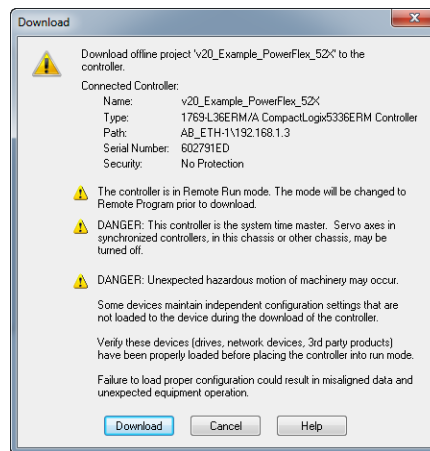 Download
Download offline project 'v20_Example_PowerFlex_52X' to the
controller.
Connected Controller:
Name: v20_Example_PowerFlex_52X
Type: 1769-L36ERM/A CompactLogix5336ERM Controller
Path: AB_ETH-1\192.168.1.3
Serial Number: 602791ED
Security: No Protection
The controller is in Remote Run mode. The mode will be changed to
Remote Program prior to download.
DANGER: This controller is the system time master. Servo axes in
synchronized controllers, in this chassis or other chassis, may be
turned off.
DANGER: Unexpected hazardous motion of machinery may occur.
Some devices maintain independent configuration settings that are
not loaded to the device during the download of the controller.
Verify these devices (drives, network devices, 3rd party products)
have been properly loaded before placing the controller into run mode.
Failure to load proper configuration could result in misaligned data and
unexpected equipment operation.
Download Cancel Help